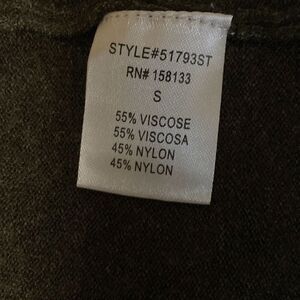 STYLE#51793ST
RN# 158133
S
55% VISCOSE
55% VISCOSA
45% NYLON
45% NYLON